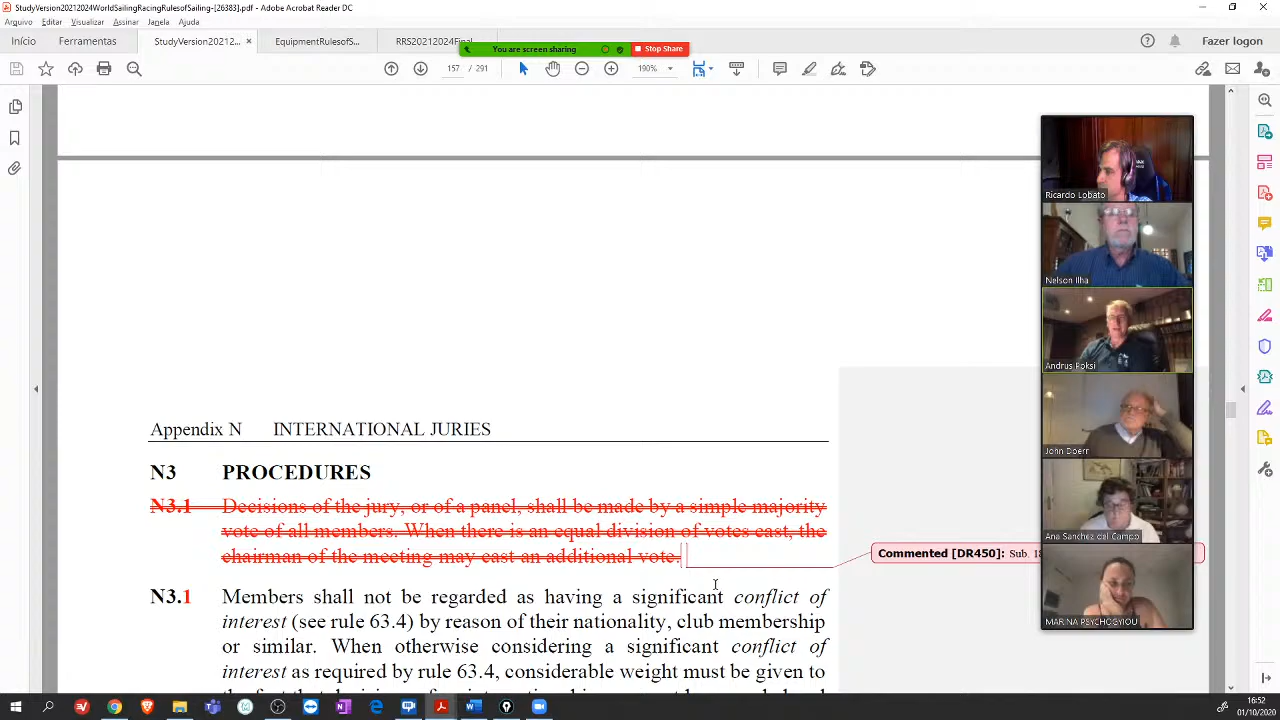 StudyVersion20212024WorldSailingRacingRulesofSailing-[26383].pdf - Adobe Acrobat Reader DC
Arquivo Editar Visualizar Assinar Janela Ajuda
Início Ferramentas StudyVersion20212... × EquipmentRulesofS... RRS20212024Final
Fazer logon
You are screen sharing Stop Share
157 / 291 190%
Appendix N INTERNATIONAL JURIES
N3 PROCEDURES
N3.1 Decisions of the jury, or of a panel, shall be made by a simple majority
vote of all members. When there is an equal division of votes cast, the
chairman of the meeting may cast an additional vote.
Commented [DR450]: Sub. 18
N3.1 Members shall not be regarded as having a significant conflict of
interest (see rule 63.4) by reason of their nationality, club membership
or similar. When otherwise considering a significant conflict of
interest as required by rule 63.4, considerable weight must be given to
Ricardo Lobato
Nelson Ilha
Andrus Poksi
John Doerr
Ana Sanchez del Campo
MARINA PSYCHOGYIOU
16:52
01/10/2020